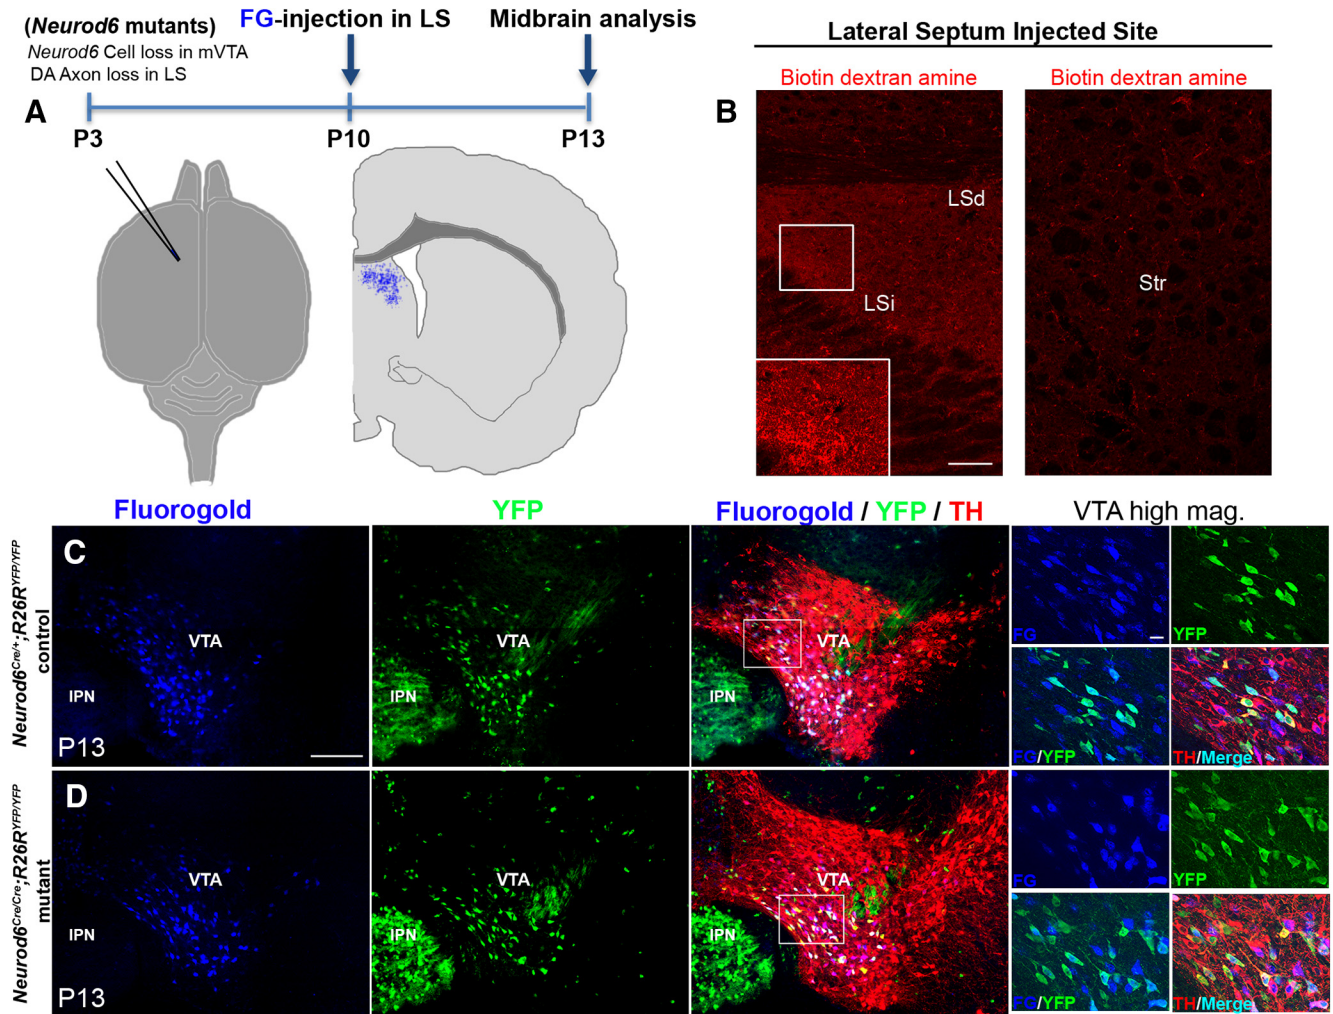 (Neurod6 mutants)
Neurod6 Cell loss in mVTA
DA Axon loss in LS
FG-injection in LS
Midbrain analysis
A
P3
P10
P13
Lateral Septum Injected Site
Biotin dextran amine
Biotin dextran amine
B
LSd
LSi
Str
Fluorogold
YFP
Fluorogold / YFP / TH
VTA high mag.
Neurod6Cre/+;R26RYFP/YFP
control
C
VTA
IPN
P13
VTA
IPN
VTA
IPN
FG
YFP
FG/YFP
TH/Merge
Neurod6Cre/Cre;R26RYFP/YFP
mutant
D
VTA
IPN
P13
VTA
IPN
VTA
IPN
FG
YFP
FG/YFP
TH/Merge